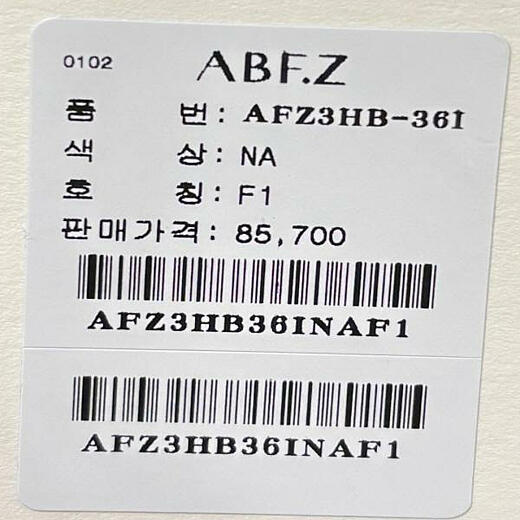 0102 ABF.Z
품 번: AFZ3HB-36I
색 상: NA
호 칭: F1
판매가격: 85,700
AFZ3HB36INAF1
AFZ3HB36INAF1